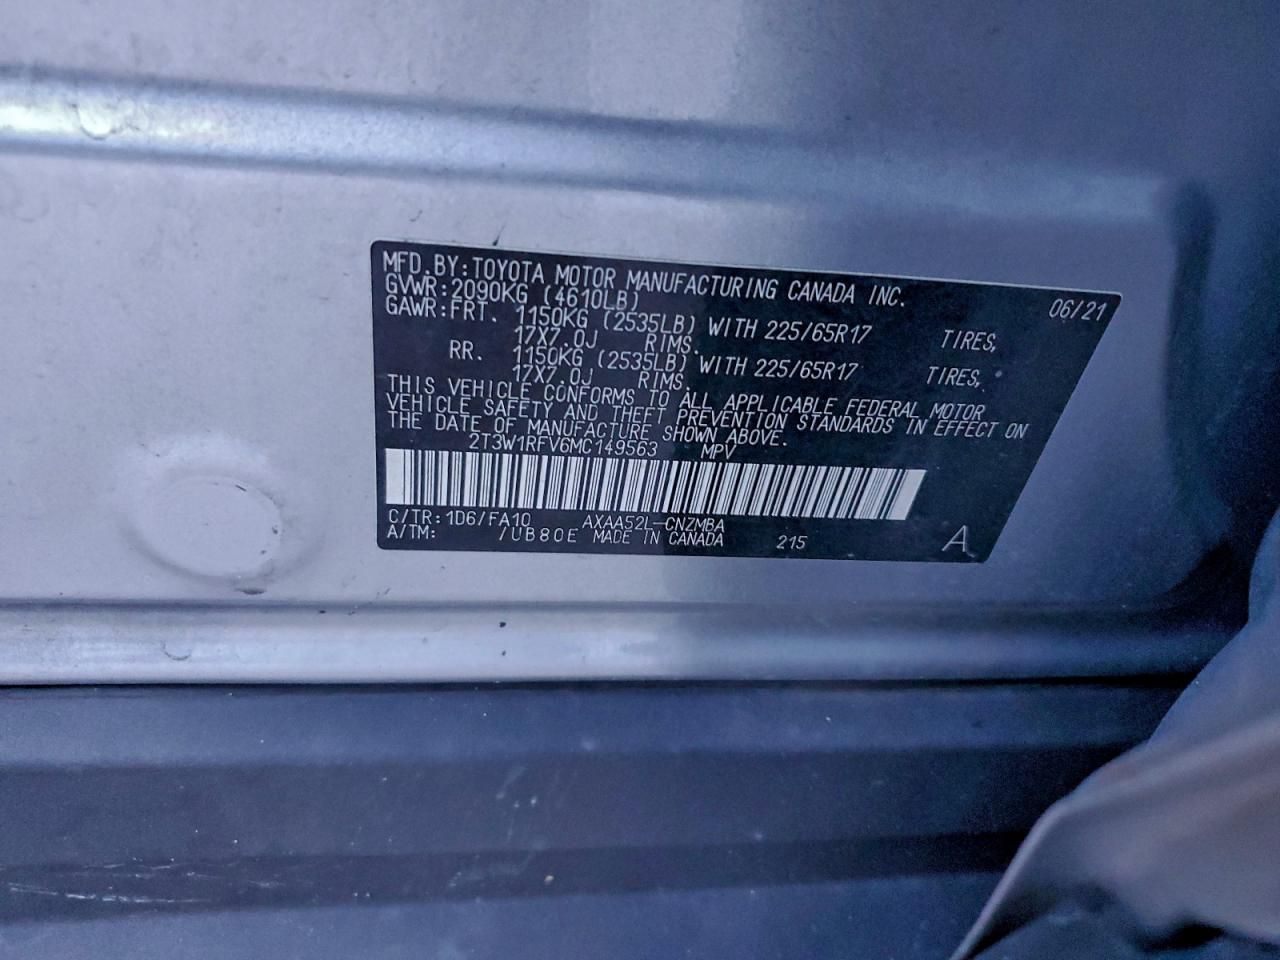 MFD.BY:TOYOTA MOTOR MANUFACTURING CANADA INC. 06/21
GVWR:2090KG (4610LB)
GAWR:FRT. 1150KG (2535LB) WITH 225/65R17 TIRES,
17X7.0J RIMS.
RR. 1150KG (2535LB) WITH 225/65R17 TIRES,
17X7.0J RIMS.
THIS VEHICLE CONFORMS TO ALL APPLICABLE FEDERAL MOTOR
VEHICLE SAFETY AND THEFT PREVENTION STANDARDS IN EFFECT ON
THE DATE OF MANUFACTURE SHOWN ABOVE.
2T3W1RFV6MC149563 MPV
C/TR:1D6/FA10 AXAA52L-CNZMBA
A/TM: /UB80E MADE IN CANADA 215 A